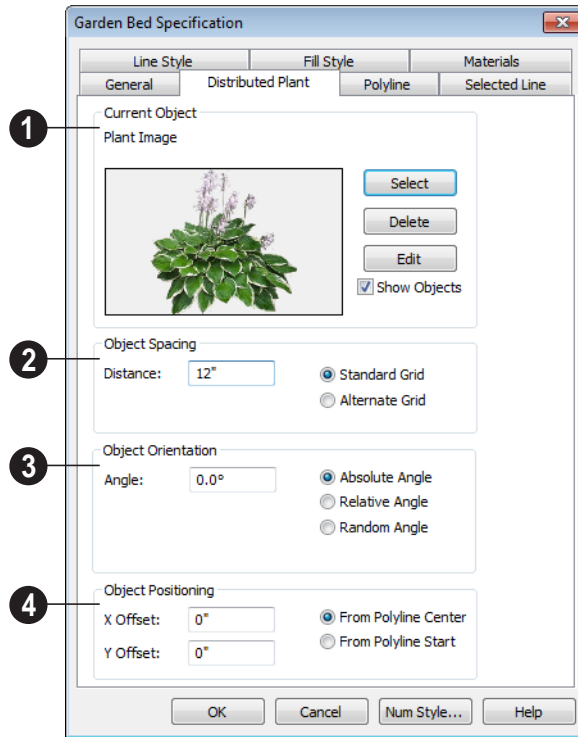 Garden Bed Specification
Line Style Fill Style Materials
General Distributed Plant Polyline Selected Line
1
Current Object
Plant Image
Select
Delete
Edit
Show Objects
2
Object Spacing
Distance: 12" Standard Grid
Alternate Grid
3
Object Orientation
Angle: 0.0° Absolute Angle
Relative Angle
Random Angle
4
Object Positioning
X Offset: 0" From Polyline Center
Y Offset: 0" From Polyline Start
OK Cancel Num Style... Help